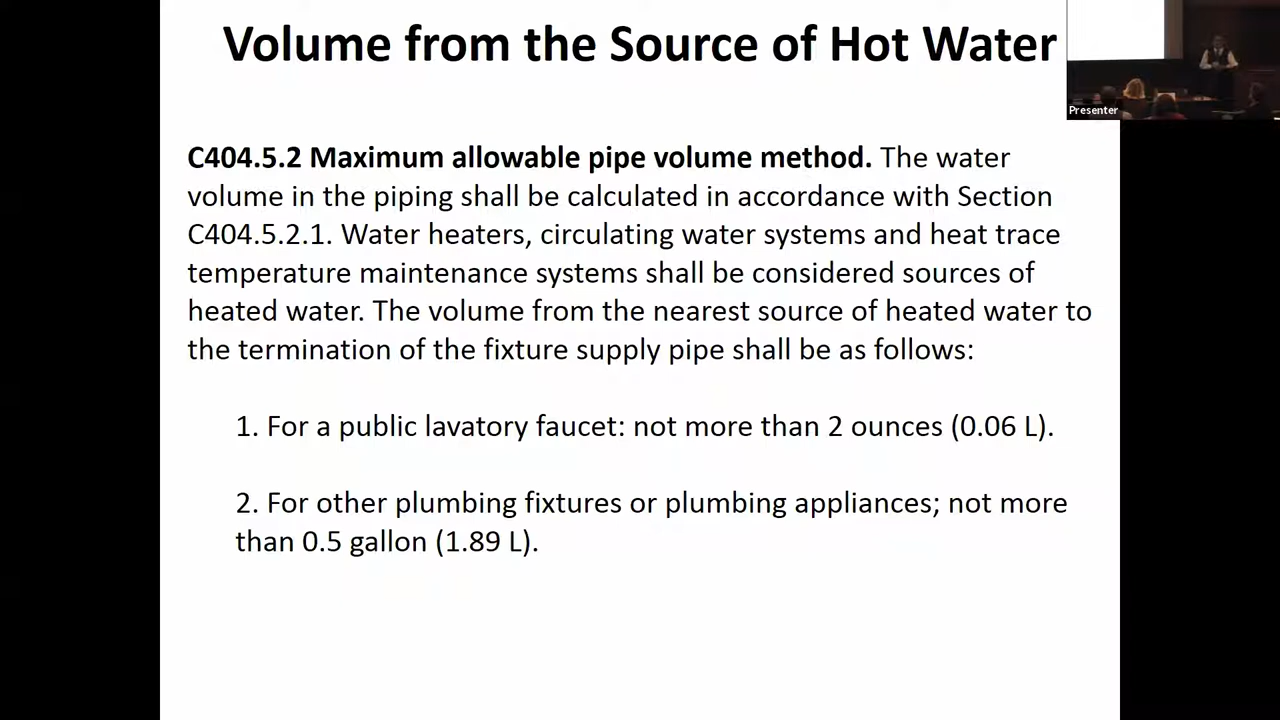 Volume from the Source of Hot Water
Presenter
C404.5.2 Maximum allowable pipe volume method. The water
volume in the piping shall be calculated in accordance with Section
C404.5.2.1. Water heaters, circulating water systems and heat trace
temperature maintenance systems shall be considered sources of
heated water. The volume from the nearest source of heated water to
the termination of the fixture supply pipe shall be as follows:
1. For a public lavatory faucet: not more than 2 ounces (0.06 L).
2. For other plumbing fixtures or plumbing appliances; not more
than 0.5 gallon (1.89 L).